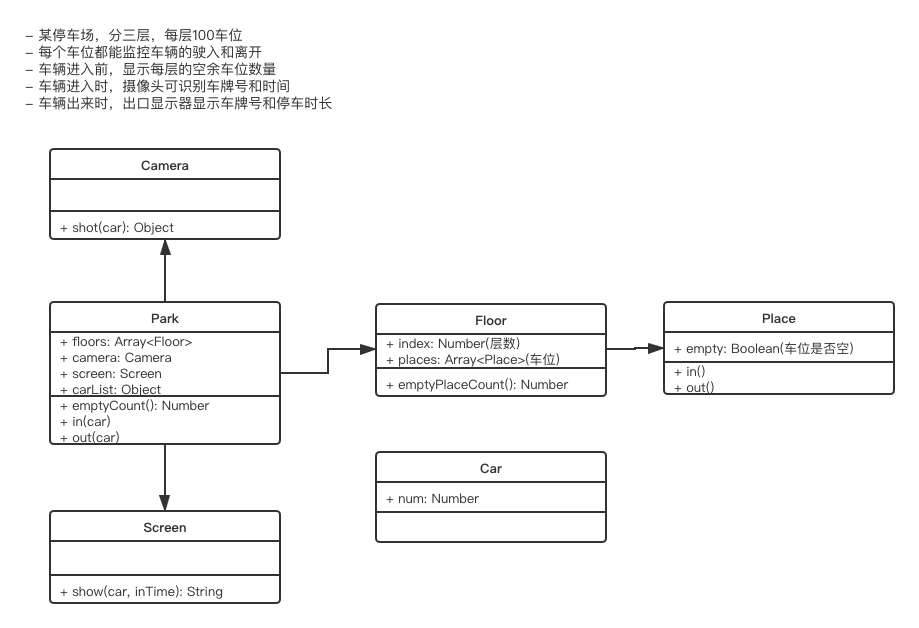 – 某停车场，分三层，每层100车位
– 每个车位都能监控车辆的驶入和离开
– 车辆进入前，显示每层的空余车位数量
– 车辆进入时，摄像头可识别车牌号和时间
– 车辆出来时，出口显示器显示车牌号和停车时长
Camera
+ shot(car): Object
Park
+ floors: Array<Floor>
+ camera: Camera
+ screen: Screen
+ carList: Object
+ emptyCount(): Number
+ in(car)
+ out(car)
Floor
+ index: Number(层数)
+ places: Array<Place>(车位)
+ emptyPlaceCount(): Number
Place
+ empty: Boolean(车位是否空)
+ in()
+ out()
Car
+ num: Number
Screen
+ show(car, inTime): String